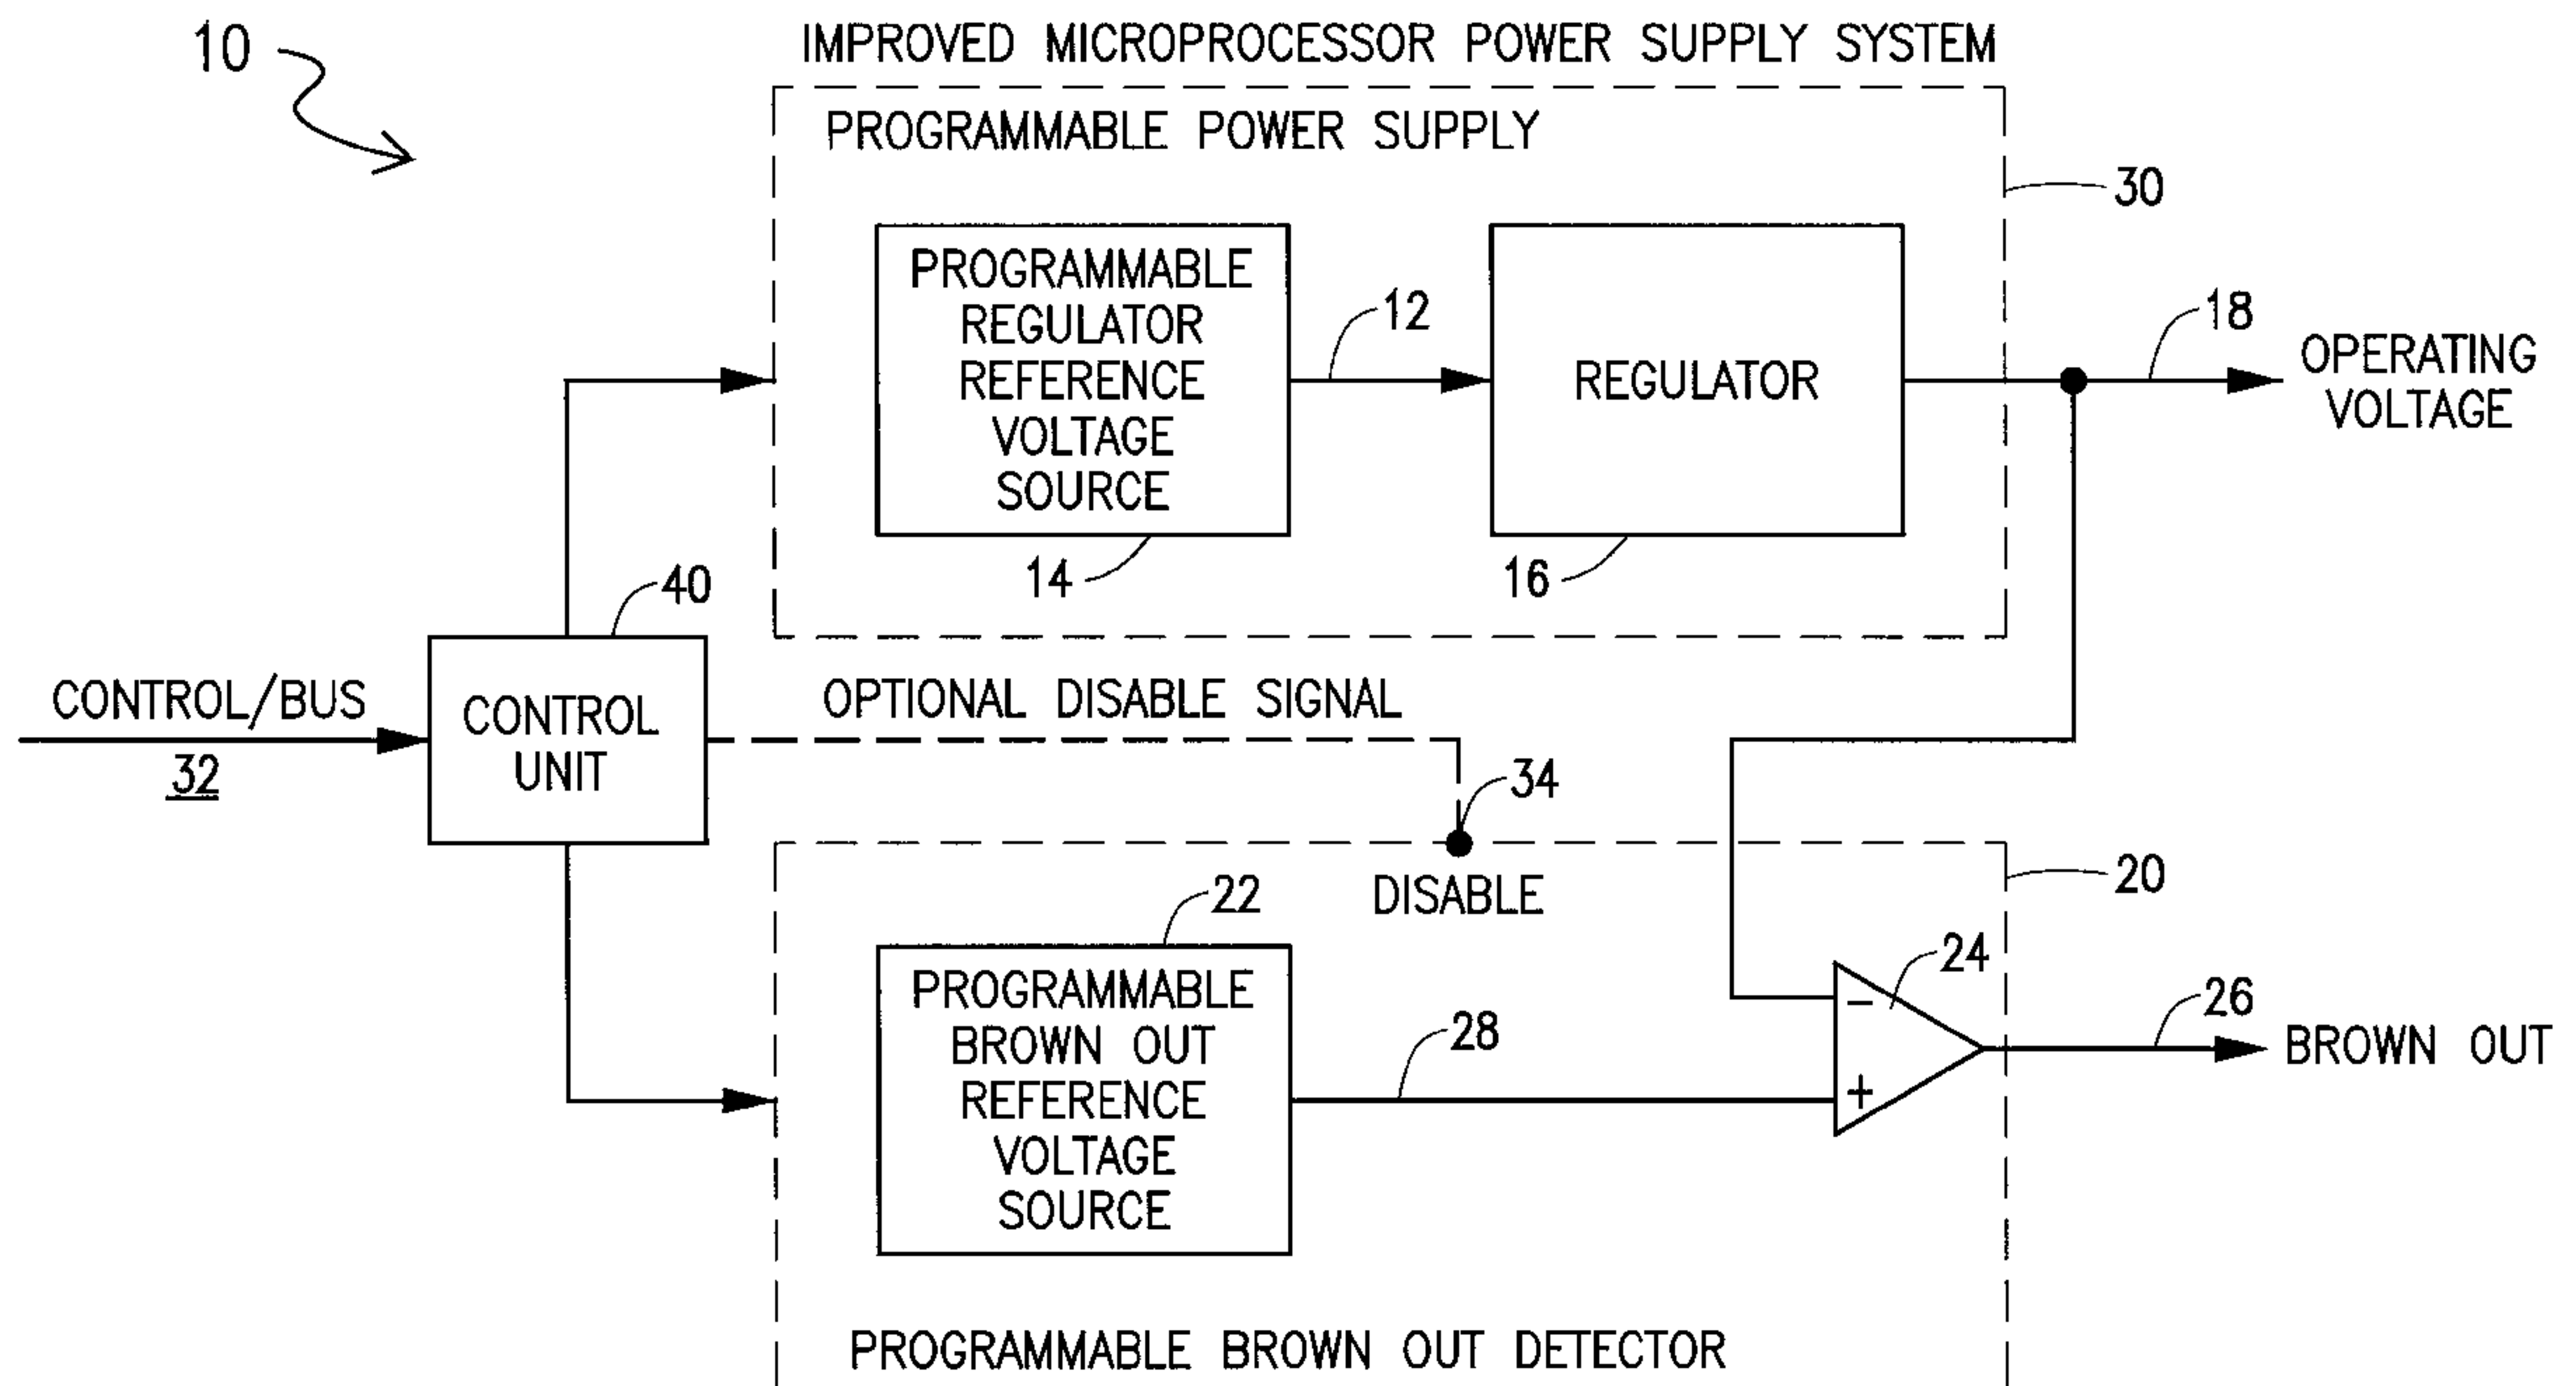 10
IMPROVED MICROPROCESSOR POWER SUPPLY SYSTEM
PROGRAMMABLE POWER SUPPLY
30
PROGRAMMABLE
REGULATOR
REFERENCE
VOLTAGE
SOURCE
12
REGULATOR
18
OPERATING
VOLTAGE
14
16
40
CONTROL/BUS
32
CONTROL
UNIT
OPTIONAL DISABLE SIGNAL
34
DISABLE
20
22
PROGRAMMABLE
BROWN OUT
REFERENCE
VOLTAGE
SOURCE
28
24
−
+
26
BROWN OUT
PROGRAMMABLE BROWN OUT DETECTOR